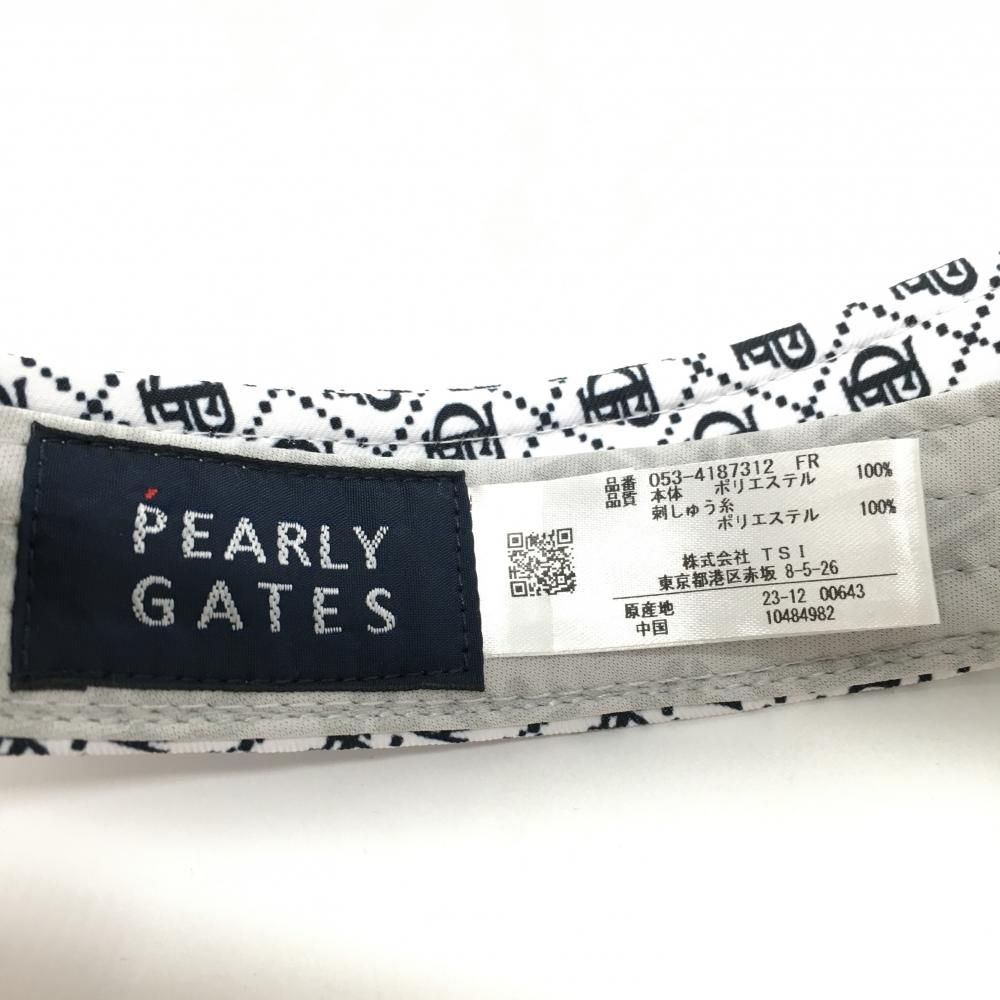 PEARLY
GATES
品番 053-4187312 FR
品質 本体 ポリエステル 100%
刺しゅう糸
ポリエステル 100%
株式会社 TSI
東京都港区赤坂 8-5-26
原産地 23-12 00643
中国 10484982